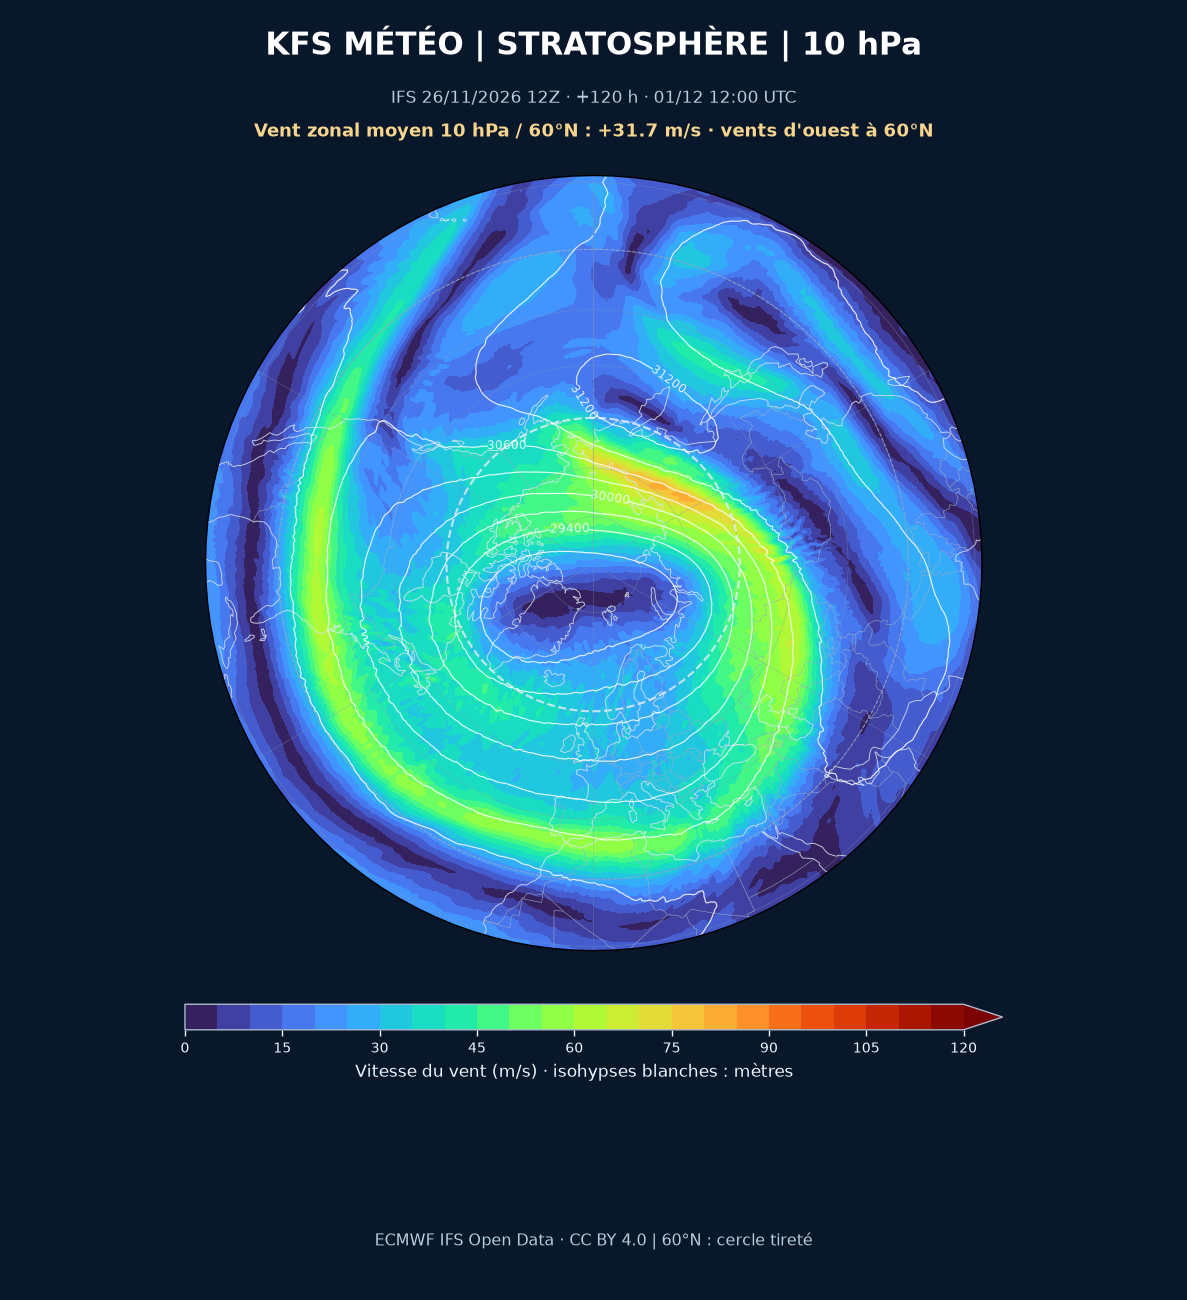 KFS MÉTÉO | STRATOSPHÈRE | 10 hPa
IFS 26/11/2026 12Z · +120 h · 01/12 12:00 UTC
Vent zonal moyen 10 hPa / 60°N : +31.7 m/s · vents d'ouest à 60°N
31200
31200
30600
30000
29400
0 15 30 45 60 75 90 105 120
Vitesse du vent (m/s) · isohypses blanches : mètres
ECMWF IFS Open Data · CC BY 4.0 | 60°N : cercle tireté